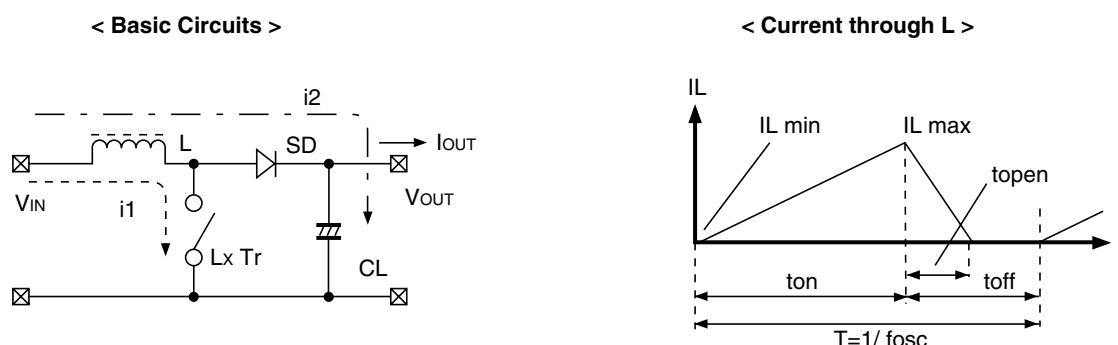 < Basic Circuits >
< Current through L >
i2
L
SD
IOUT
VIN
i1
VOUT
Lx Tr
CL
IL
IL min
IL max
topen
ton
toff
T=1/ fosc